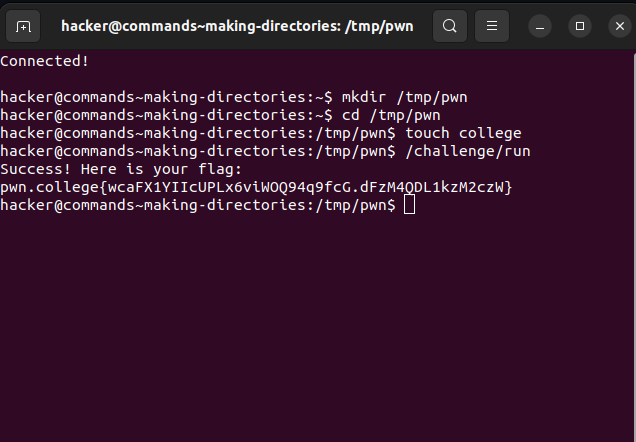 hacker@commands~making-directories: /tmp/pwn
Connected!
hacker@commands~making-directories:~$ mkdir /tmp/pwn
hacker@commands~making-directories:~$ cd /tmp/pwn
hacker@commands~making-directories:/tmp/pwn$ touch college
hacker@commands~making-directories:/tmp/pwn$ /challenge/run
Success! Here is your flag:
pwn.college{wcaFX1YIIcUPLx6viWOQ94q9fcG.dFzM4QDL1kzM2czW}
hacker@commands~making-directories:/tmp/pwn$